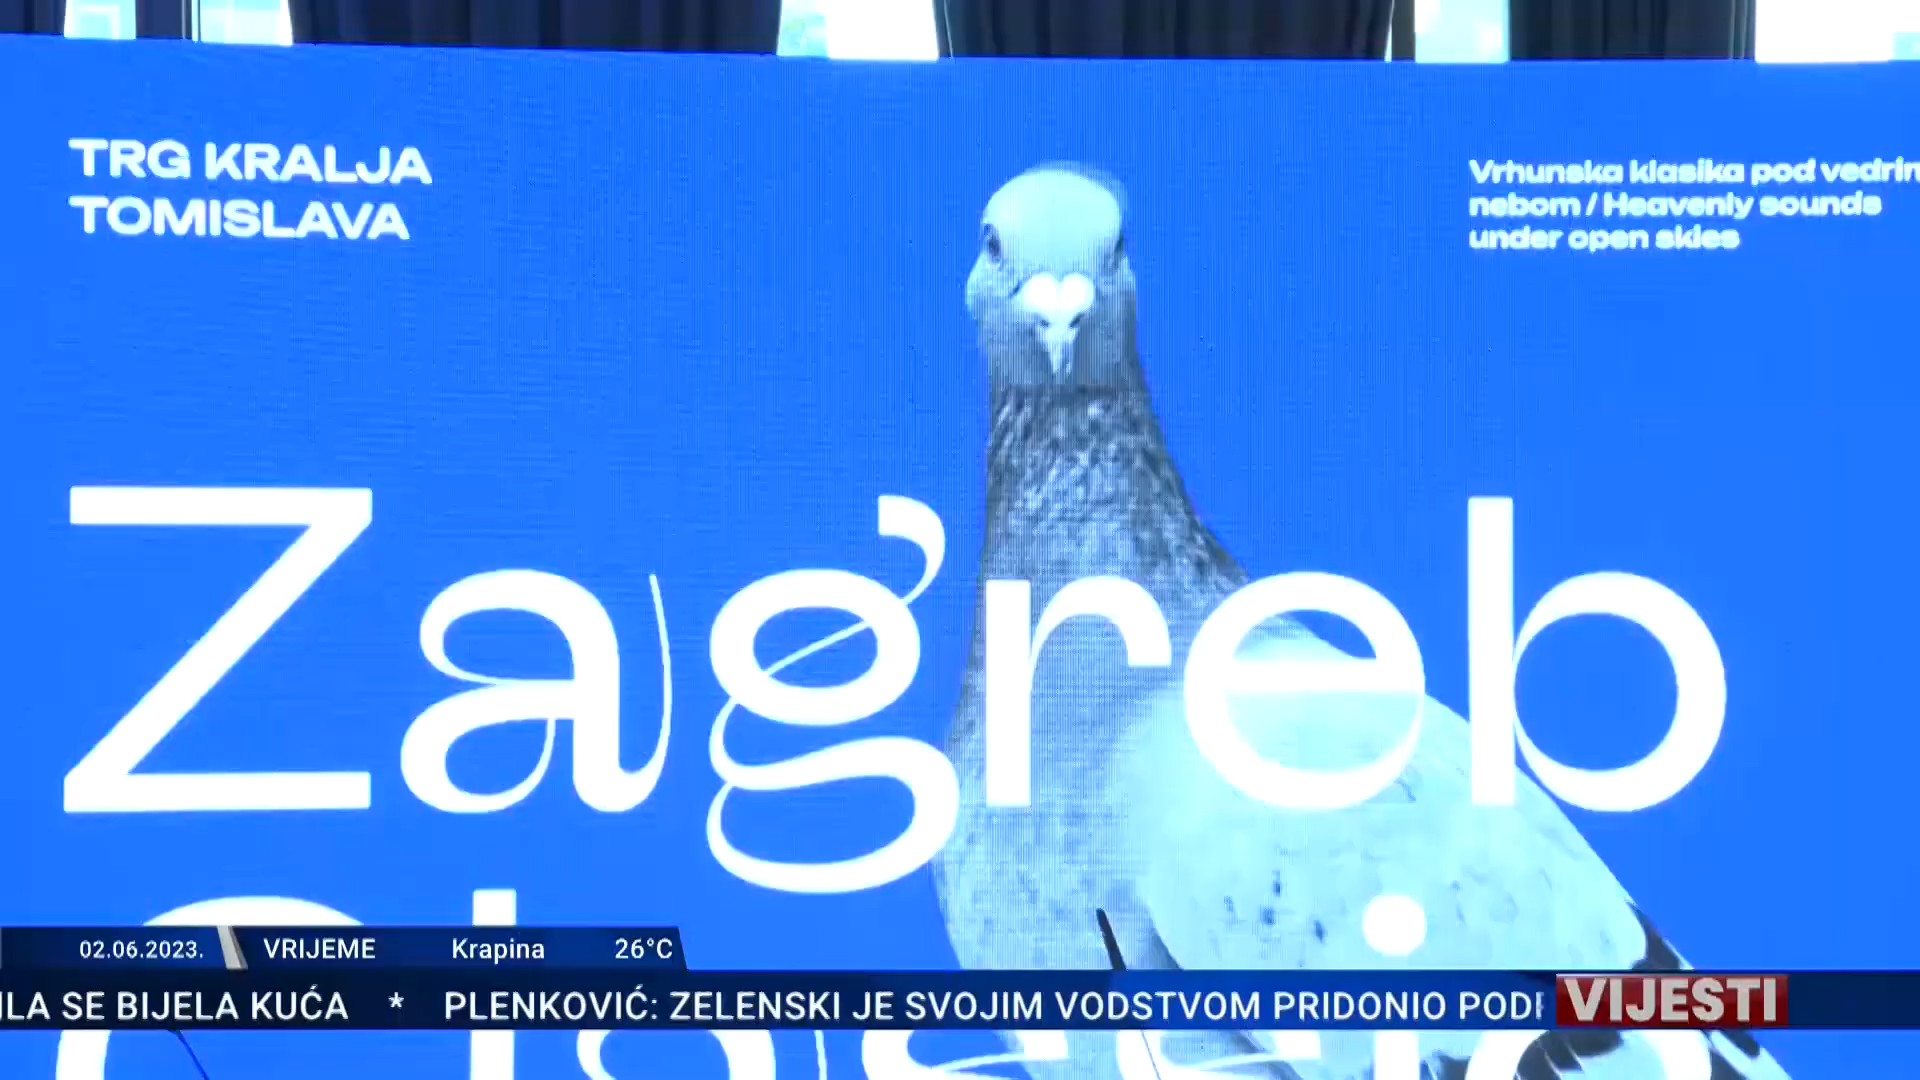 TRG KRALJA
TOMISLAVA
Vrhunska klasika pod
nebom / Heavenly sounds
under open skies
Zagreb
02.06.2023. VRIJEME Krapina 26°C
SE BIJELA KUĆA * PLENKOVIĆ: ZELENSKI JE SVOJIM VODSTVOM PRIDONIO
VIJESTI